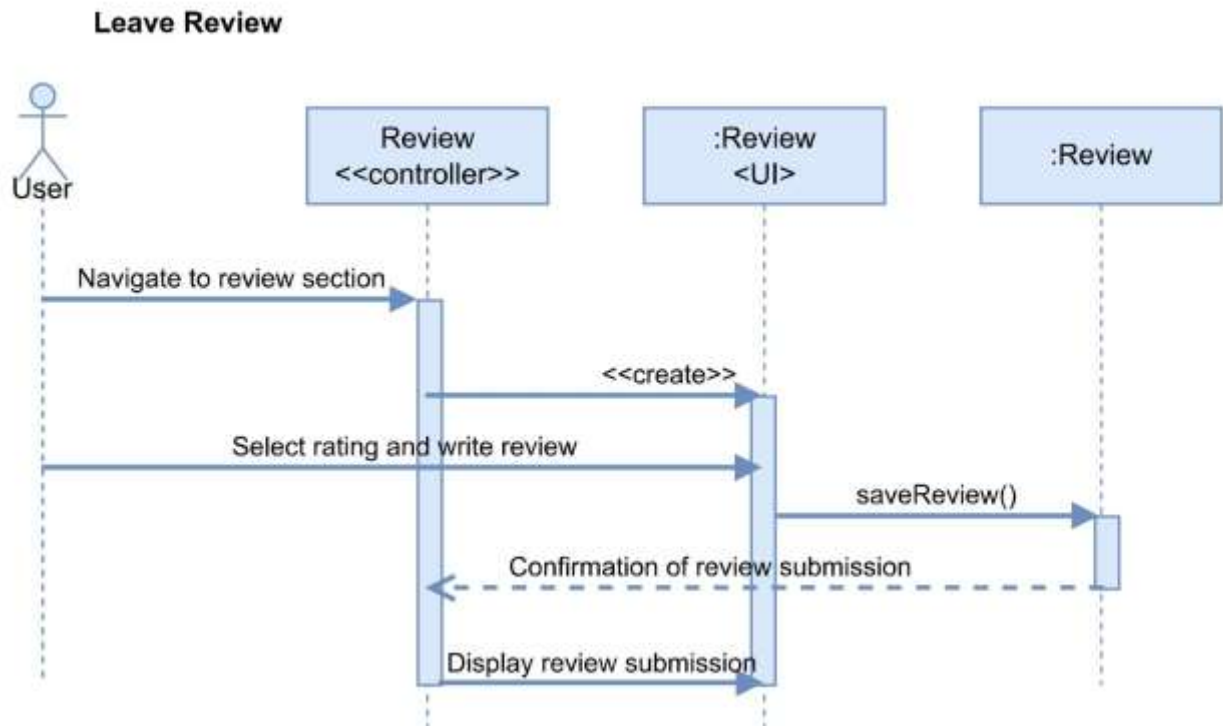 Leave Review
User
Review
<<controller>>
:Review
<UI>
:Review
Navigate to review section
<<create>>
Select rating and write review
saveReview()
Confirmation of review submission
Display review submission